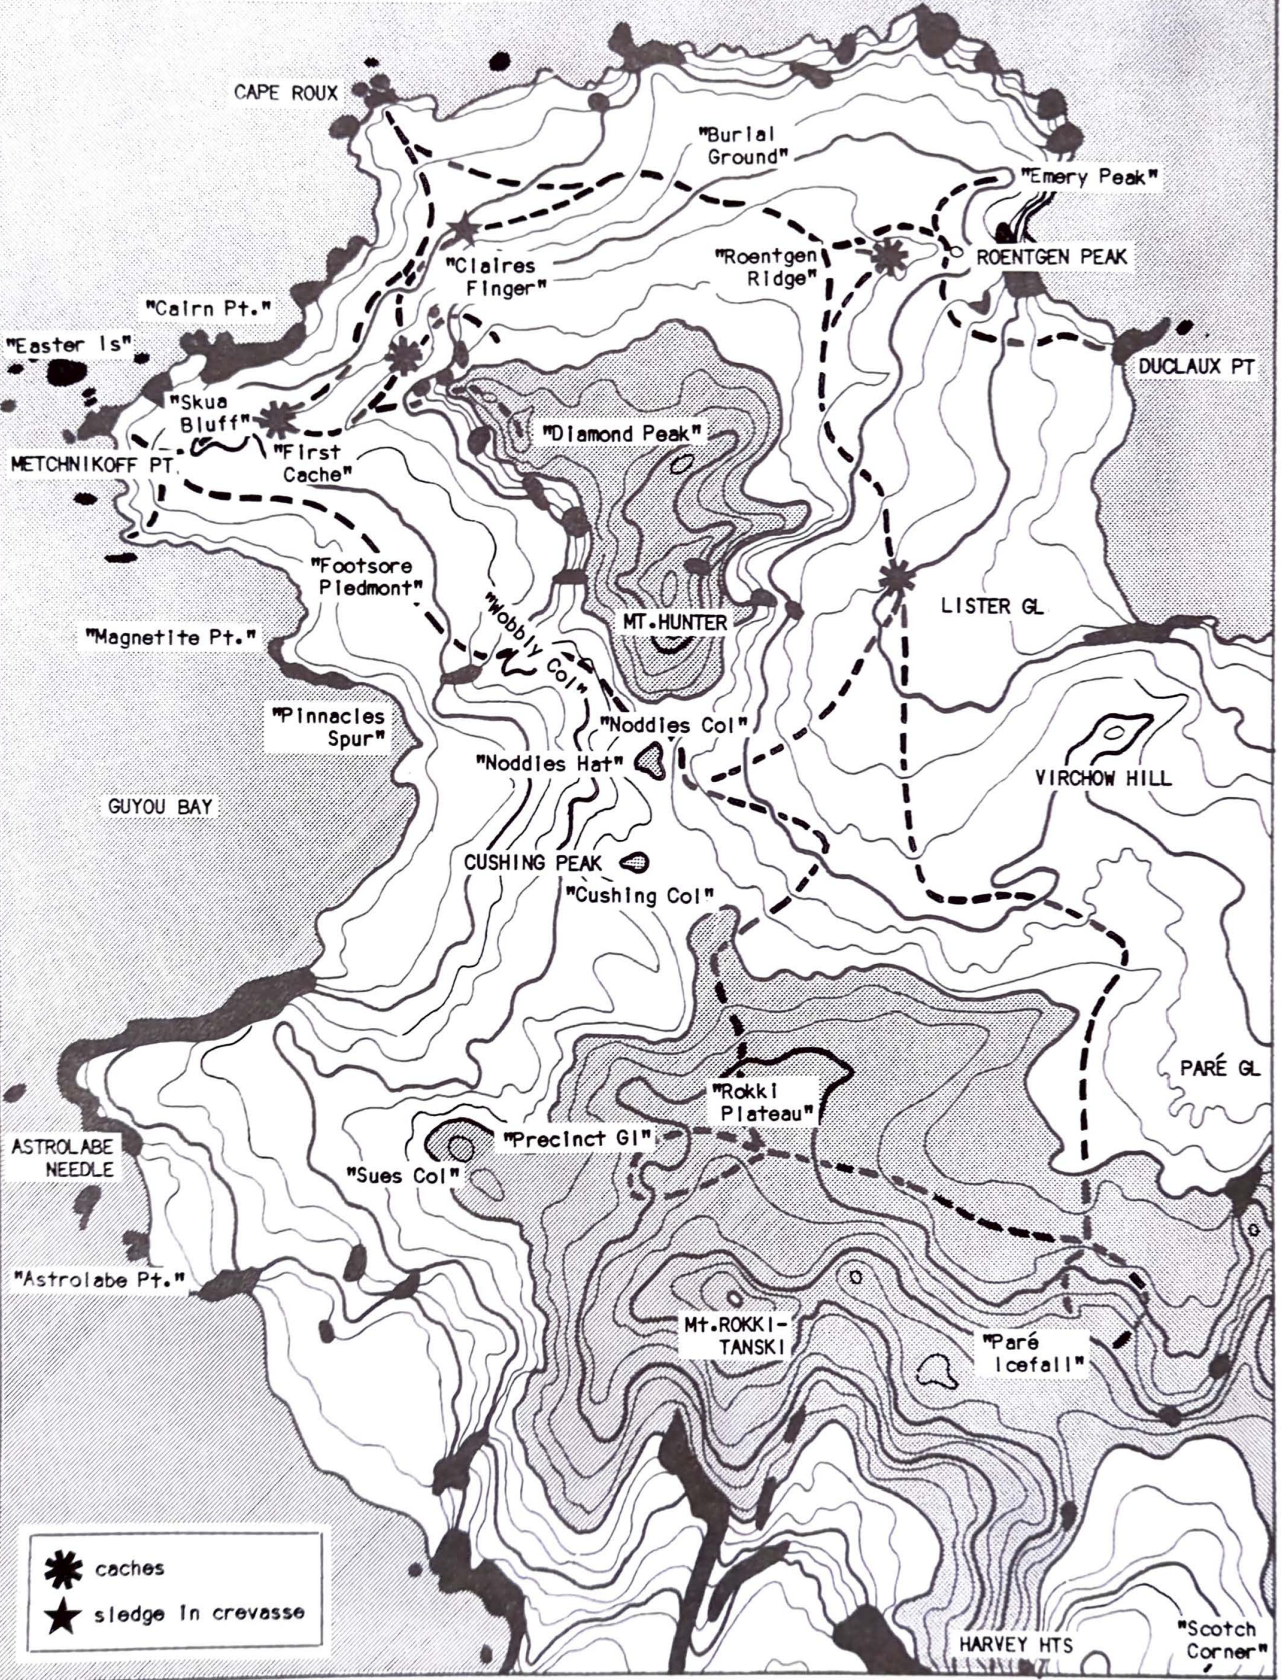 CAPE ROUX
"Burial
Ground"
"Emery Peak"
"Claires
Finger"
"Roentgen
Ridge"
ROENTGEN PEAK
"Cairn Pt."
"Easter Is"
DUCLAUX PT
"Skua
Bluff"
"Diamond Peak"
METCHNIKOFF PT.
"First
Cache"
"Footsore
Piedmont"
"Wobbly Col"
LISTER GL
"Magnetite Pt."
MT.HUNTER
"Pinnacles
Spur"
"Noddies Col"
"Noddies Hat"
VIRCHOW HILL
GUYOU BAY
CUSHING PEAK
"Cushing Col"
PARÉ GL
"Rokki
Plateau"
ASTROLABE
NEEDLE
"Precinct Gl"
"Sues Col"
"Astrolabe Pt."
Mt.ROKKI-
TANSKI
"Paré
Icefall"
caches
sledge in crevasse
HARVEY HTS
"Scotch
Corner"